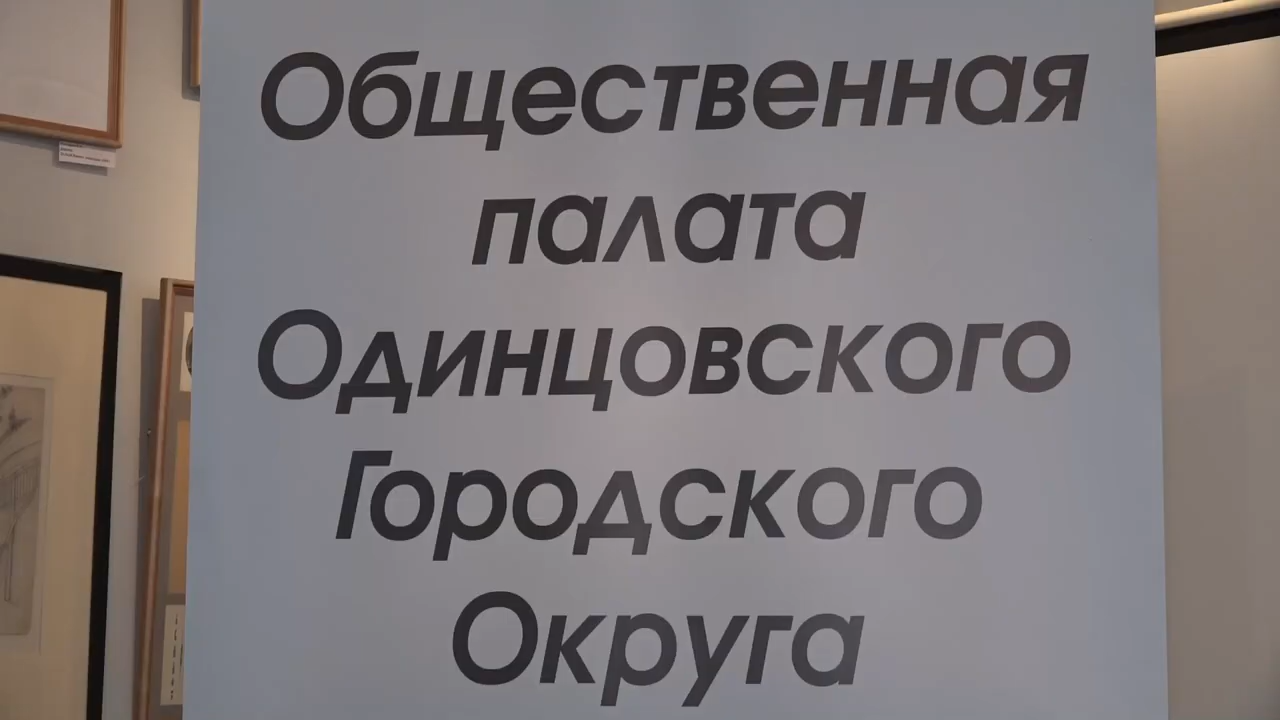 Общественная
палата
Одинцовского
Городского
Округа